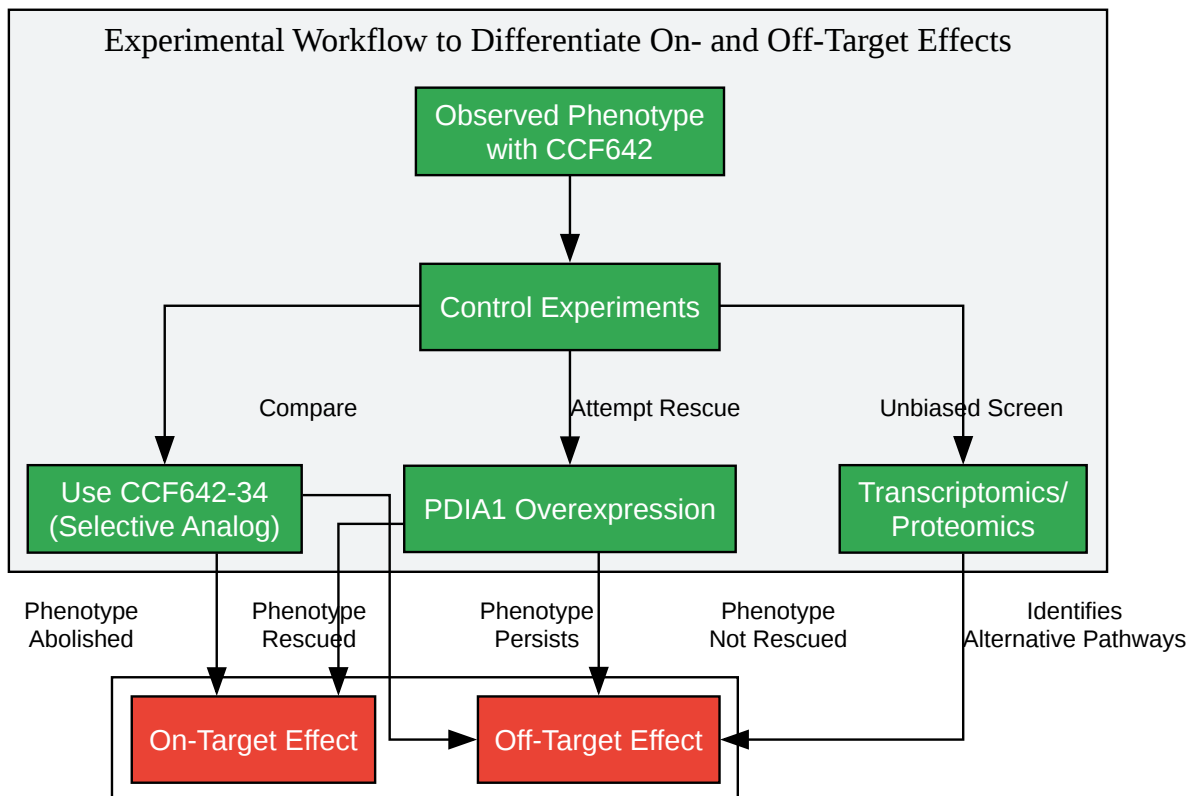 Experimental Workflow to Differentiate On- and Off-Target Effects
Observed Phenotype
with CCF642
Control Experiments
Compare
Attempt Rescue
Unbiased Screen
Use CCF642-34
(Selective Analog)
PDIA1 Overexpression
Transcriptomics/
Proteomics
Phenotype
Abolished
Phenotype
Rescued
Phenotype
Persists
Phenotype
Not Rescued
Identifies
Alternative Pathways
On-Target Effect
Off-Target Effect